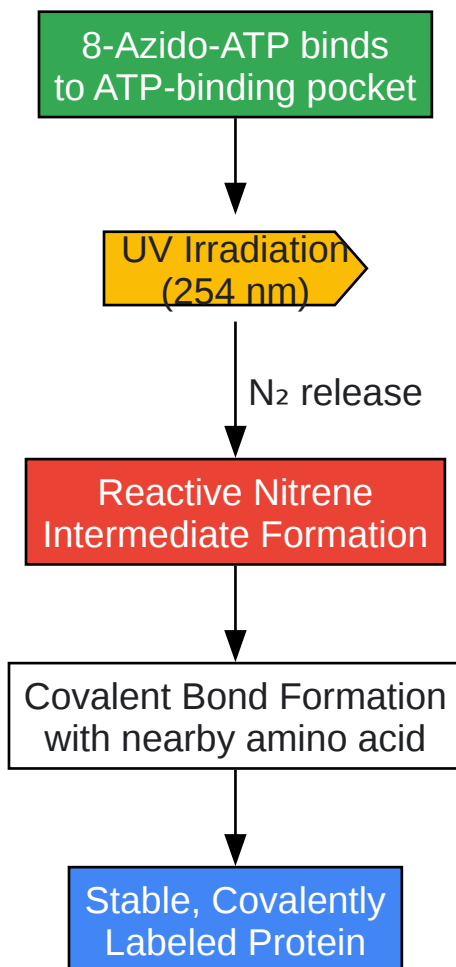 8-Azido-ATP binds
to ATP-binding pocket
UV Irradiation
(254 nm)
N₂ release
Reactive Nitrene
Intermediate Formation
Covalent Bond Formation
with nearby amino acid
Stable, Covalently
Labeled Protein